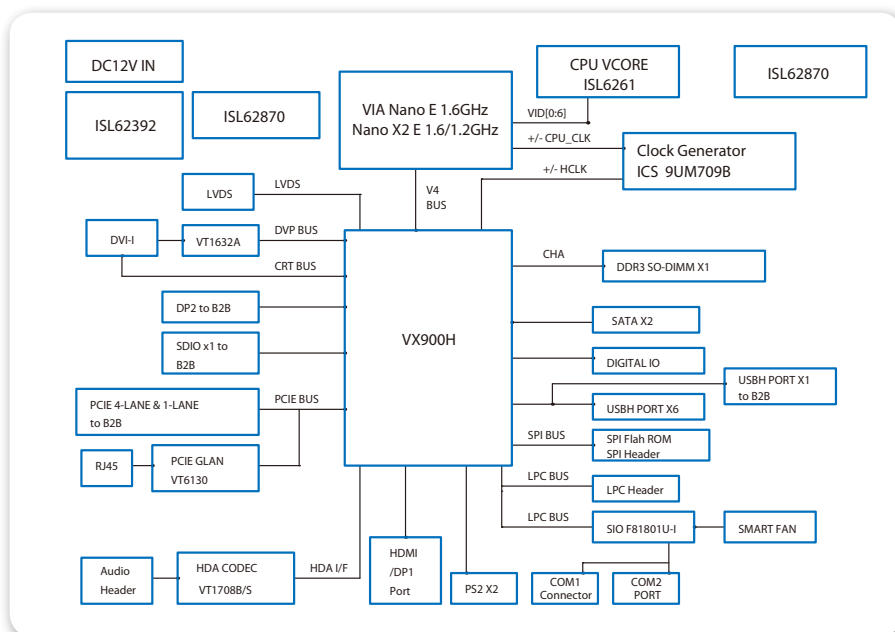 DC12V IN
ISL62392
ISL62870
VIA Nano E 1.6GHz
Nano X2 E 1.6/1.2GHz
CPU VCORE
ISL6261
ISL62870
VID[0:6]
+/- CPU_CLK
+/- HCLK
Clock Generator
ICS 9UM709B
V4
BUS
LVDS
LVDS
DVI-I
VT1632A
DVP BUS
CRT BUS
DP2 to B2B
SDIO x1 to
B2B
PCIE 4-LANE & 1-LANE
to B2B
PCIE BUS
RJ45
PCIE GLAN
VT6130
Audio
Header
HDA CODEC
VT1708B/S
HDA I/F
VX900H
HDMI
/DP1
Port
PS2 X2
CHA
DDR3 SO-DIMM X1
SATA X2
DIGITAL IO
USBH PORT X1
to B2B
USBH PORT X6
SPI BUS
SPI Flah ROM
SPI Header
LPC BUS
LPC Header
LPC BUS
SIO F81801U-I
SMART FAN
COM1
Connector
COM2
PORT